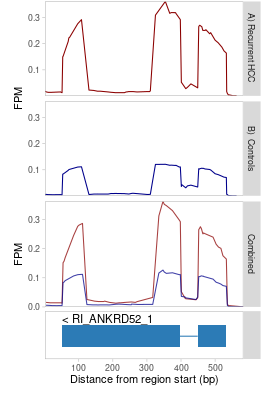 0.3
0.2
0.1
A) Recurrent HCC
FPM
0.3
0.2
0.1
0.0
B) Controls
0.3
0.2
0.1
0.0
FPM
Combined
< RI_ANKRD52_1
100 200 300 400 500
Distance from region start (bp)